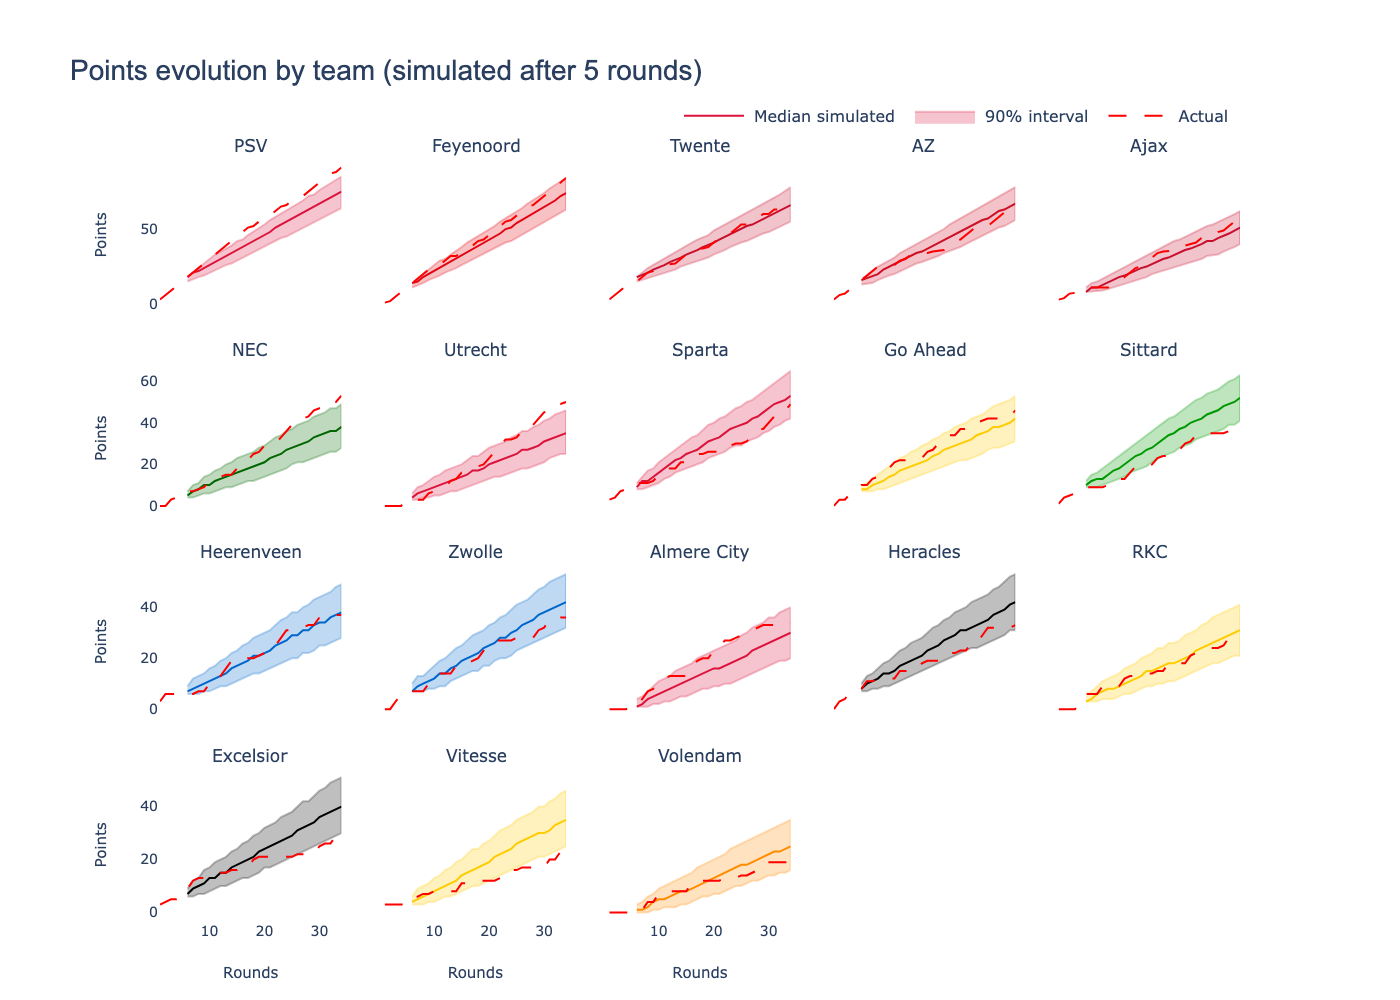 Points evolution by team (simulated after 5 rounds)
Median simulated 90% interval Actual
PSV Feyenoord Twente AZ Ajax
Points
50
0
NEC Utrecht Sparta Go Ahead Sittard
Points
60
40
20
0
Heerenveen Zwolle Almere City Heracles RKC
Points
40
20
0
Excelsior Vitesse Volendam
Points
40
20
0
10 20 30 10 20 30 10 20 30
Rounds Rounds Rounds